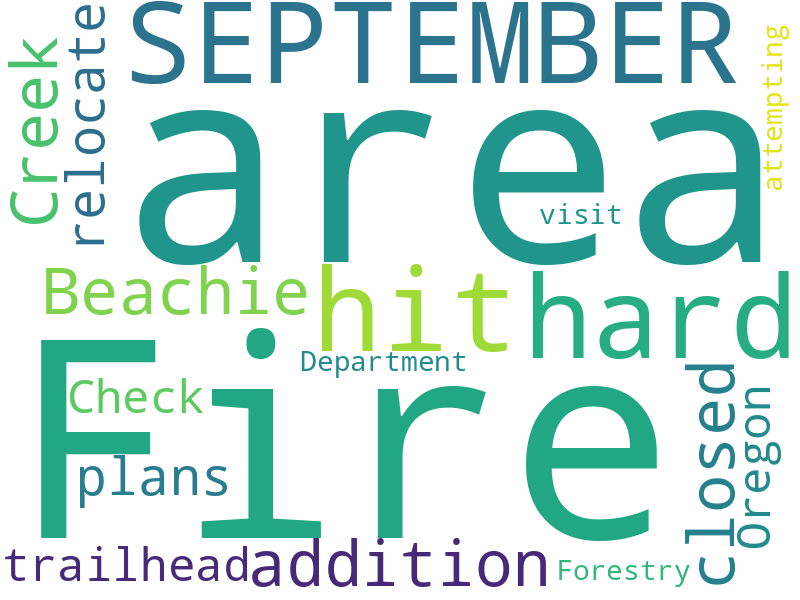 SEPTEMBER
Creek
relocate
attempting
area
visit
Beachie
hit
hard
Department
Fire
Check
plans
closed
Oregon
trailhead
addition
Forestry